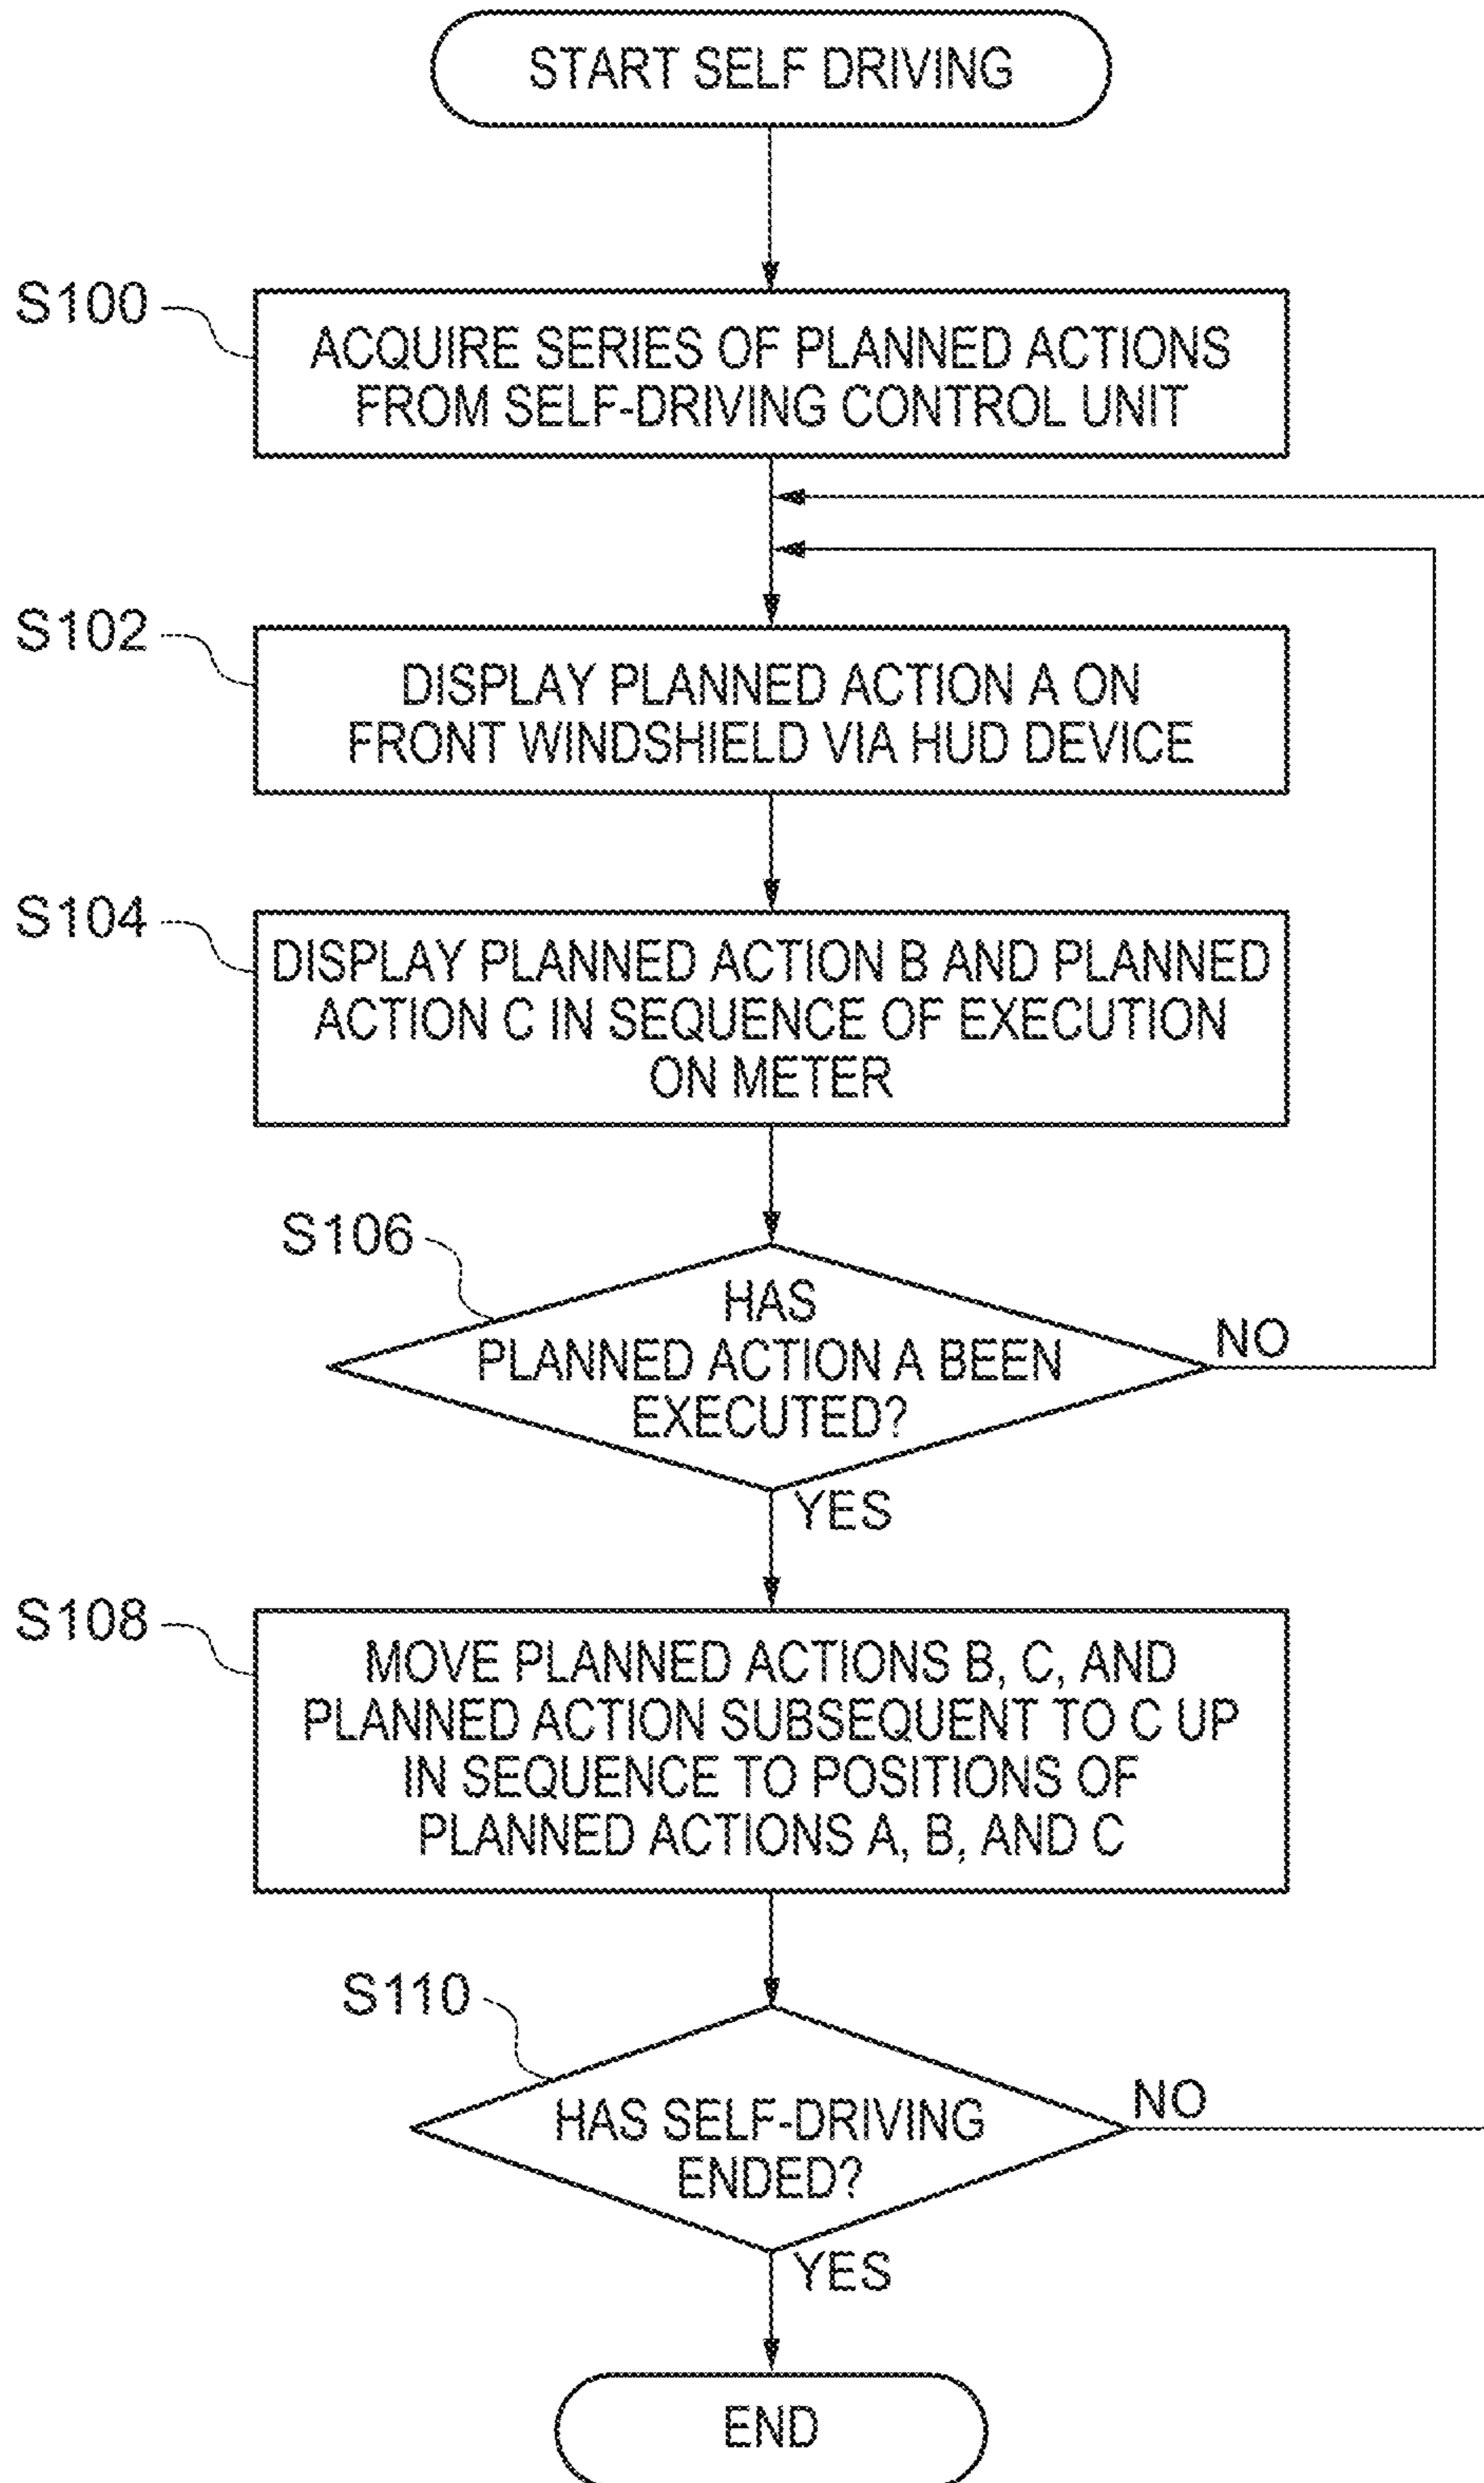 START SELF DRIVING
S100
ACQUIRE SERIES OF PLANNED ACTIONS
FROM SELF-DRIVING CONTROL UNIT
S102
DISPLAY PLANNED ACTION A ON
FRONT WINDSHIELD VIA HUD DEVICE
S104
DISPLAY PLANNED ACTION B AND PLANNED
ACTION C IN SEQUENCE OF EXECUTION
ON METER
S106
HAS
PLANNED ACTION A BEEN
EXECUTED?
NO
YES
S108
MOVE PLANNED ACTIONS B, C, AND
PLANNED ACTION SUBSEQUENT TO C UP
IN SEQUENCE TO POSITIONS OF
PLANNED ACTIONS A, B, AND C
S110
HAS SELF-DRIVING
ENDED?
NO
YES
END